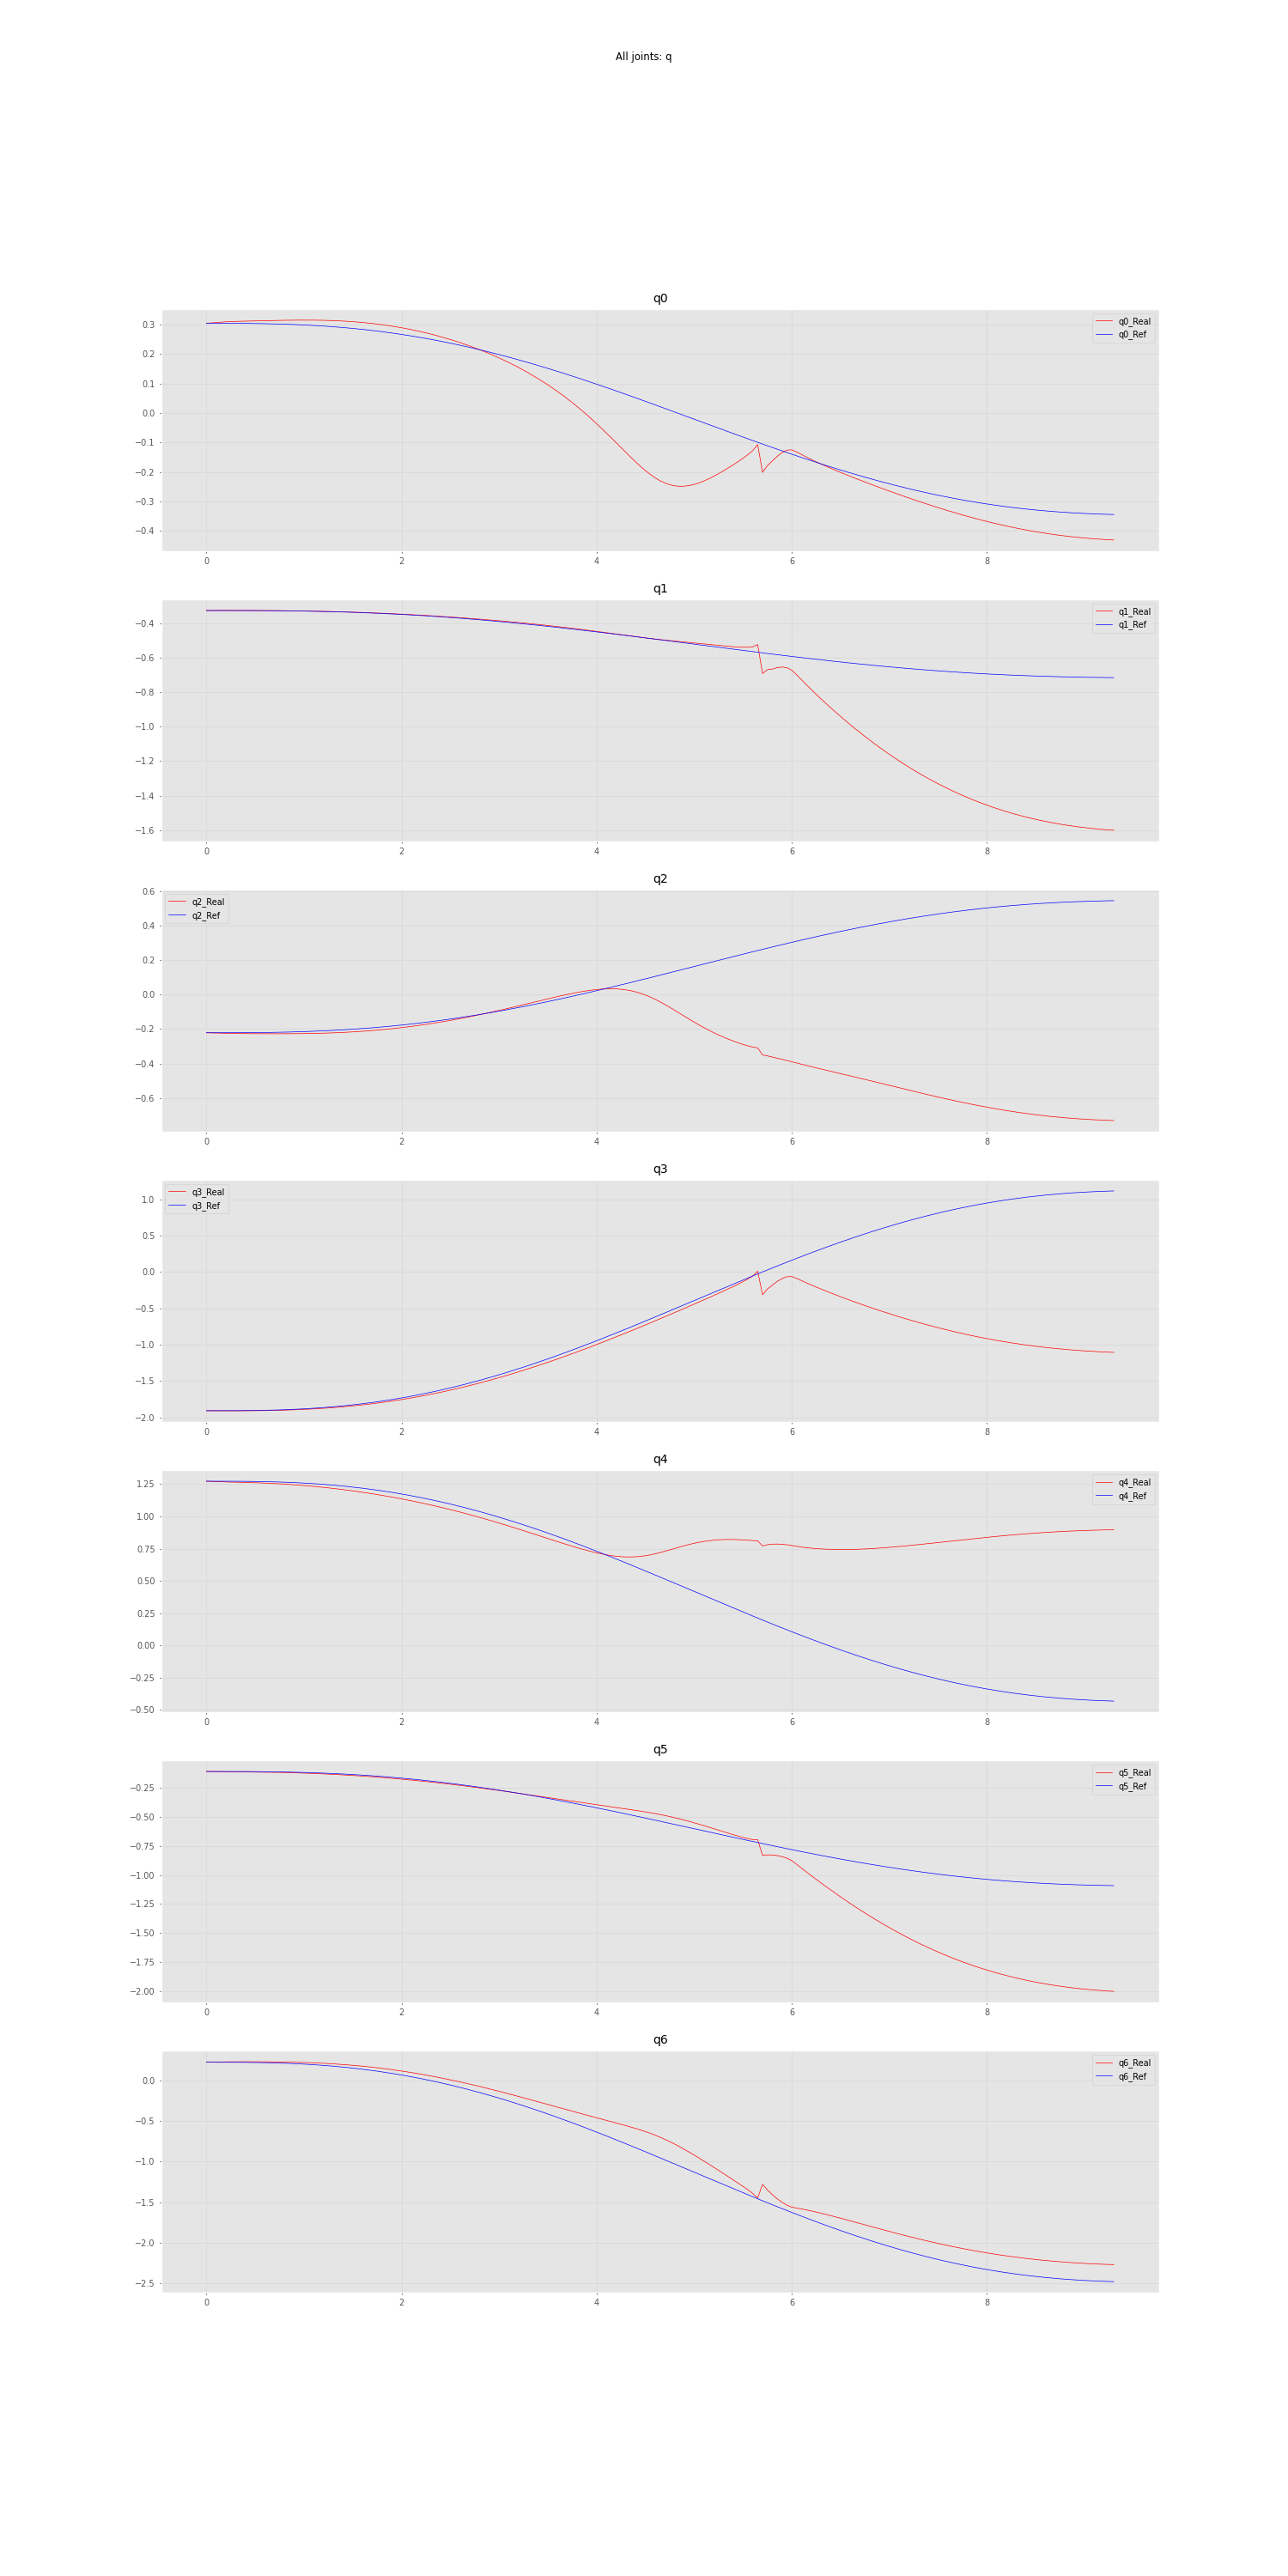 All joints: q
q0
0.3
0.2
0.1
0.0
−0.1
−0.2
−0.3
−0.4
q0_Real
q0_Ref
0 2 4 6 8
q1
−0.4
−0.6
−0.8
−1.0
−1.2
−1.4
−1.6
q1_Real
q1_Ref
0 2 4 6 8
q2
0.6
0.4
0.2
0.0
−0.2
−0.4
−0.6
q2_Real
q2_Ref
0 2 4 6 8
q3
1.0
0.5
0.0
−0.5
−1.0
−1.5
−2.0
q3_Real
q3_Ref
0 2 4 6 8
q4
1.25
1.00
0.75
0.50
0.25
0.00
−0.25
−0.50
q4_Real
q4_Ref
0 2 4 6 8
q5
−0.25
−0.50
−0.75
−1.00
−1.25
−1.50
−1.75
−2.00
q5_Real
q5_Ref
0 2 4 6 8
q6
0.0
−0.5
−1.0
−1.5
−2.0
−2.5
q6_Real
q6_Ref
0 2 4 6 8